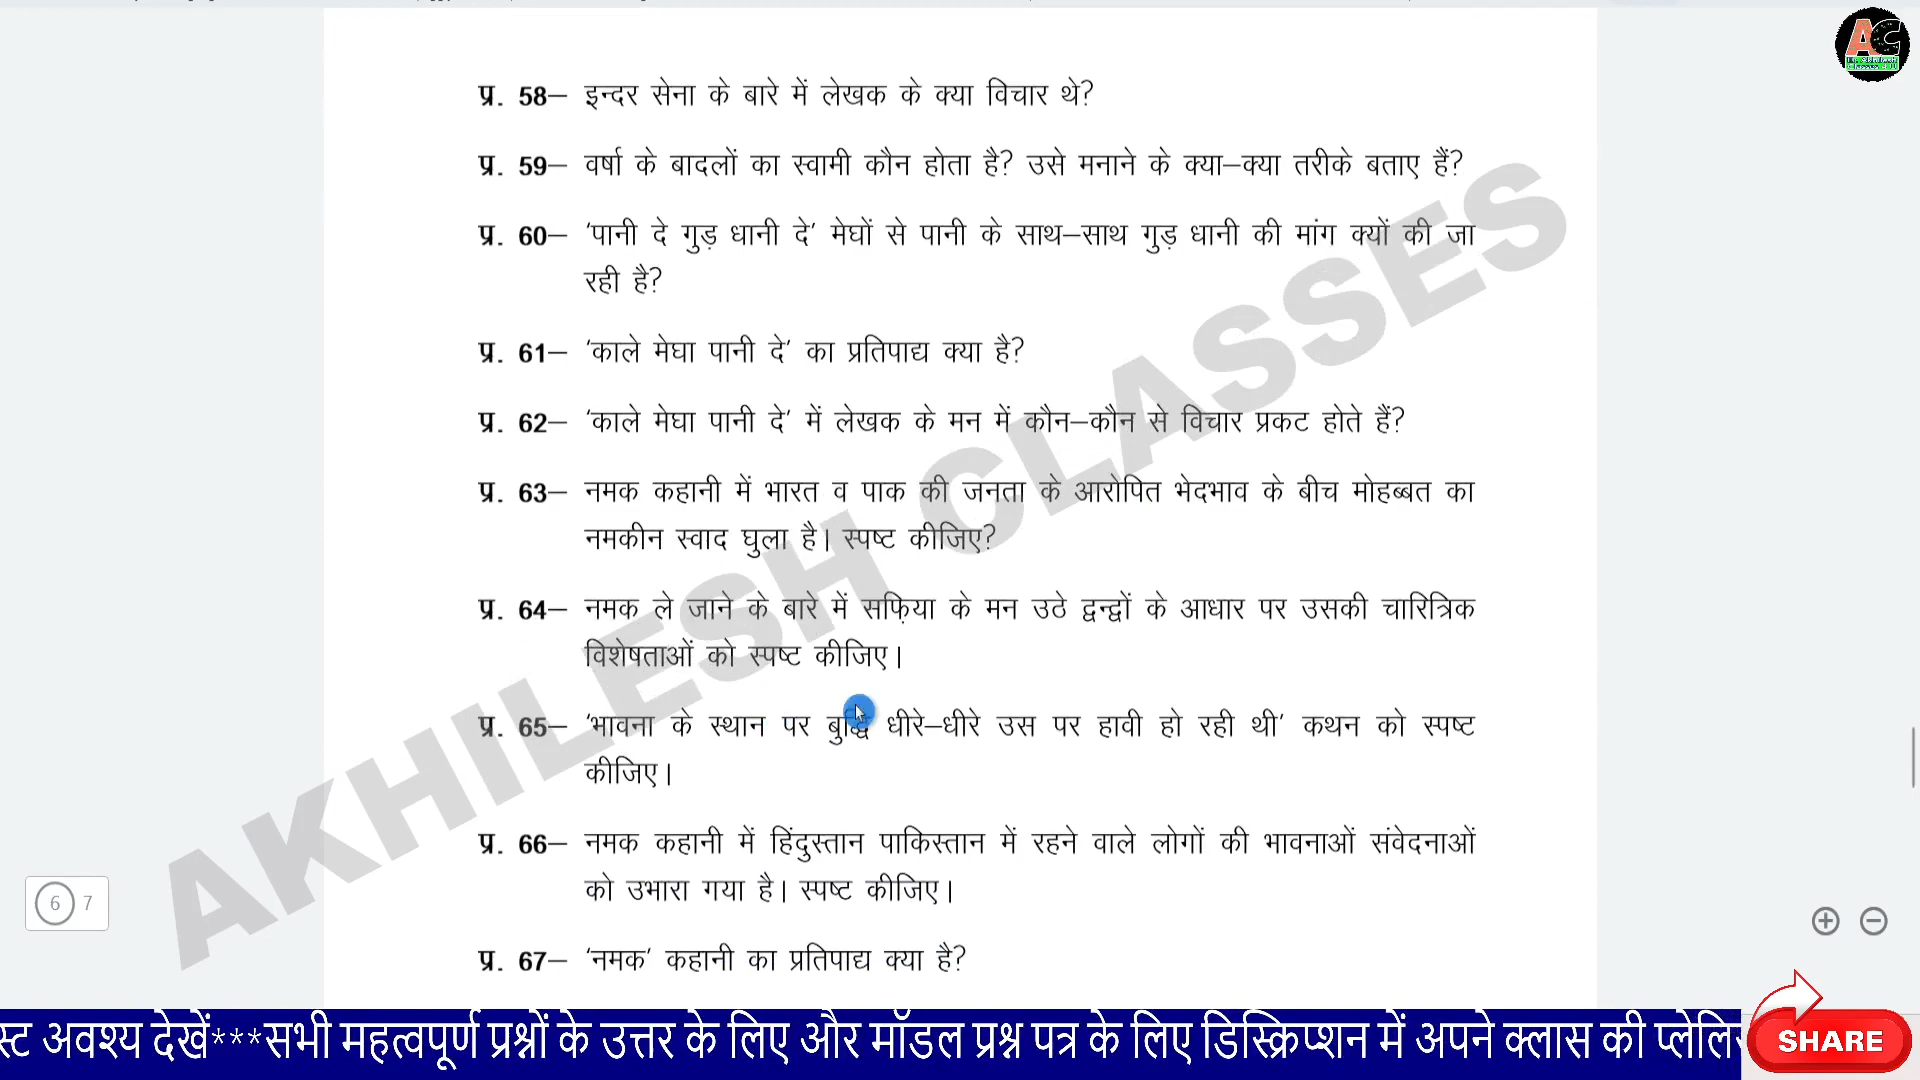 प्र. 58– इन्दर सेना के बारे में लेखक के क्या विचार थे?
प्र. 59– वर्षा के बादलों का स्वामी कौन होता है? उसे मनाने के क्या–क्या तरीके बताए हैं?
प्र. 60– 'पानी दे गुड़ धानी दे' मेघों से पानी के साथ–साथ गुड़ धानी की मांग क्यों की जा
रही है?
प्र. 61– 'काले मेघा पानी दे' का प्रतिपाद्य क्या है?
प्र. 62– 'काले मेघा पानी दे' में लेखक के मन में कौन–कौन से विचार प्रकट होते हैं?
प्र. 63– नमक कहानी में भारत व पाक की जनता के आरोपित भेदभाव के बीच मोहब्बत का
नमकीन स्वाद घुला है। स्पष्ट कीजिए?
प्र. 64– नमक ले जाने के बारे में सफ़िया के मन उठे द्वन्द्वों के आधार पर उसकी चारित्रिक
विशेषताओं को स्पष्ट कीजिए।
प्र. 65– 'भावना के स्थान पर बुद्धि धीरे–धीरे उस पर हावी हो रही थी' कथन को स्पष्ट
कीजिए।
प्र. 66– नमक कहानी में हिंदुस्तान पाकिस्तान में रहने वाले लोगों की भावनाओं संवेदनाओं
को उभारा गया है। स्पष्ट कीजिए।
प्र. 67– 'नमक' कहानी का प्रतिपाद्य क्या है?
AKHILESH CLASSES
6 7
AC
स्ट अवश्य देखें***सभी महत्वपूर्ण प्रश्नों के उत्तर के लिए और मॉडल प्रश्न पत्र के लिए डिस्क्रिप्शन में अपने क्लास की प्लेलि
SHARE